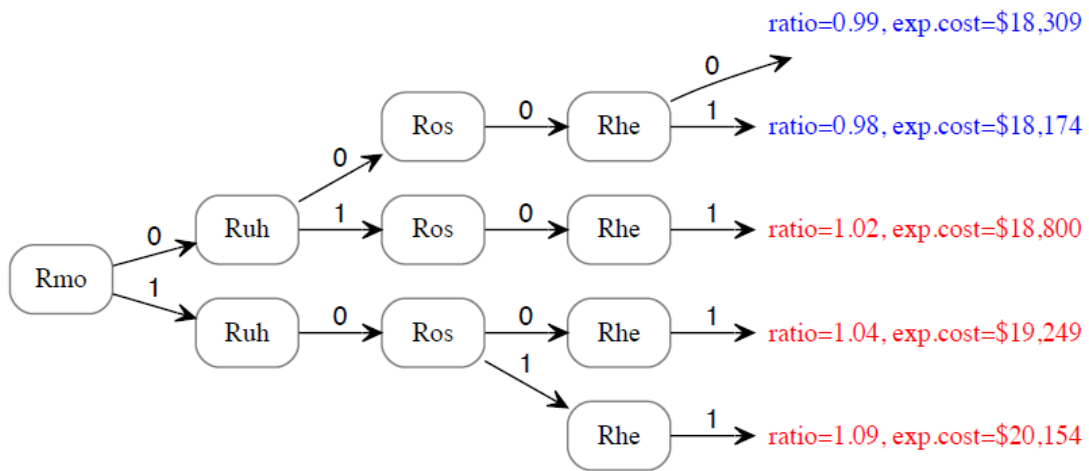 ratio=0.99, exp.cost=$18,309
0
Ros
0
Rhe
1
ratio=0.98, exp.cost=$18,174
0
Ruh
1
Ros
0
Rhe
1
ratio=1.02, exp.cost=$18,800
Rmo
0
1
Ruh
0
Ros
0
Rhe
1
ratio=1.04, exp.cost=$19,249
1
Rhe
1
ratio=1.09, exp.cost=$20,154